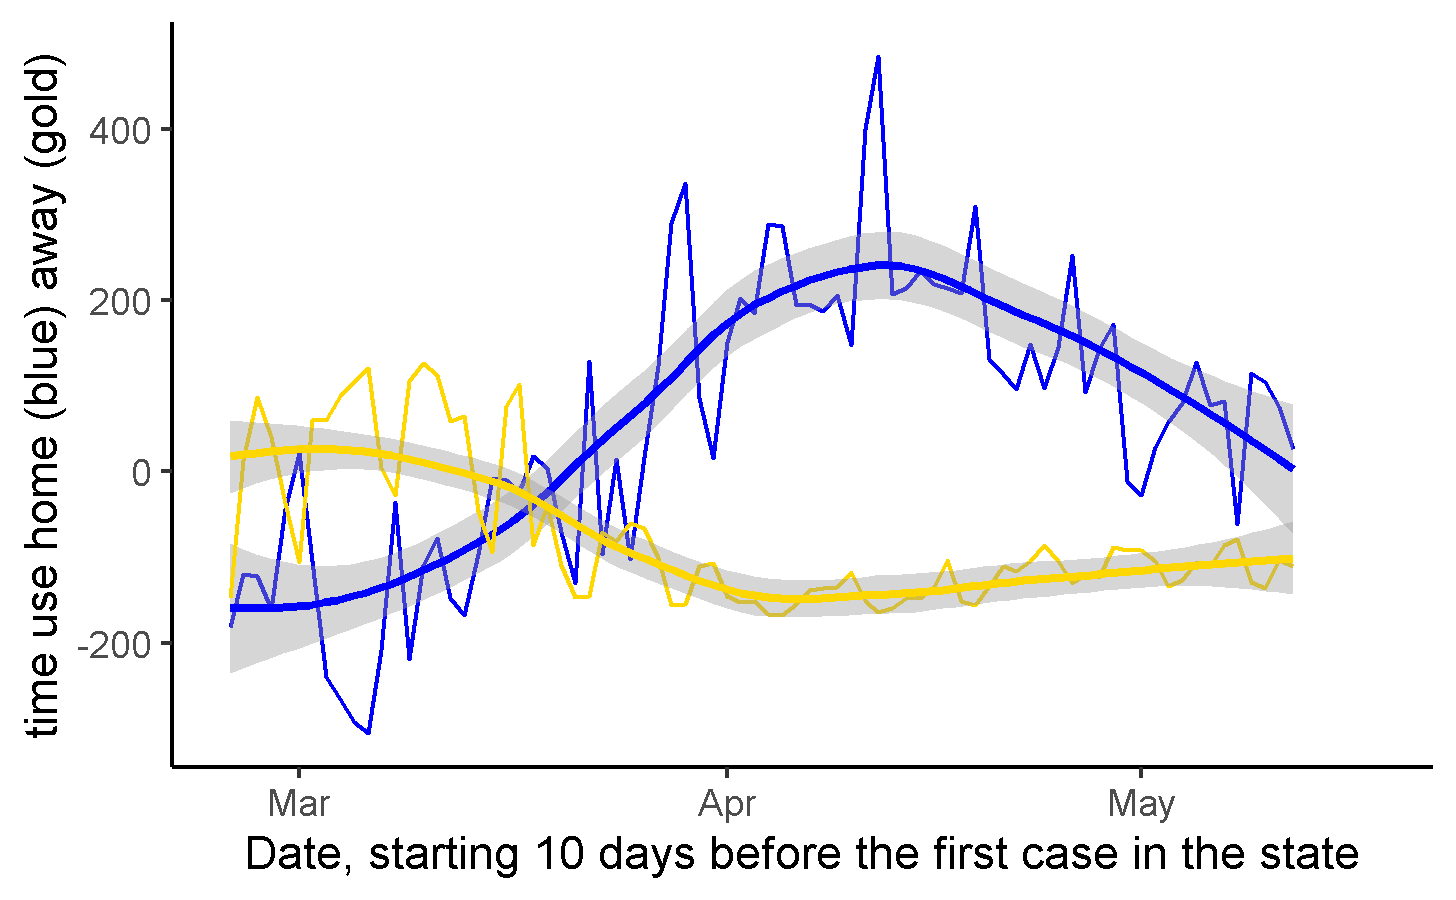 time use home (blue) away (gold)
400
200
0
-200
Mar
Apr
May
Date, starting 10 days before the first case in the state